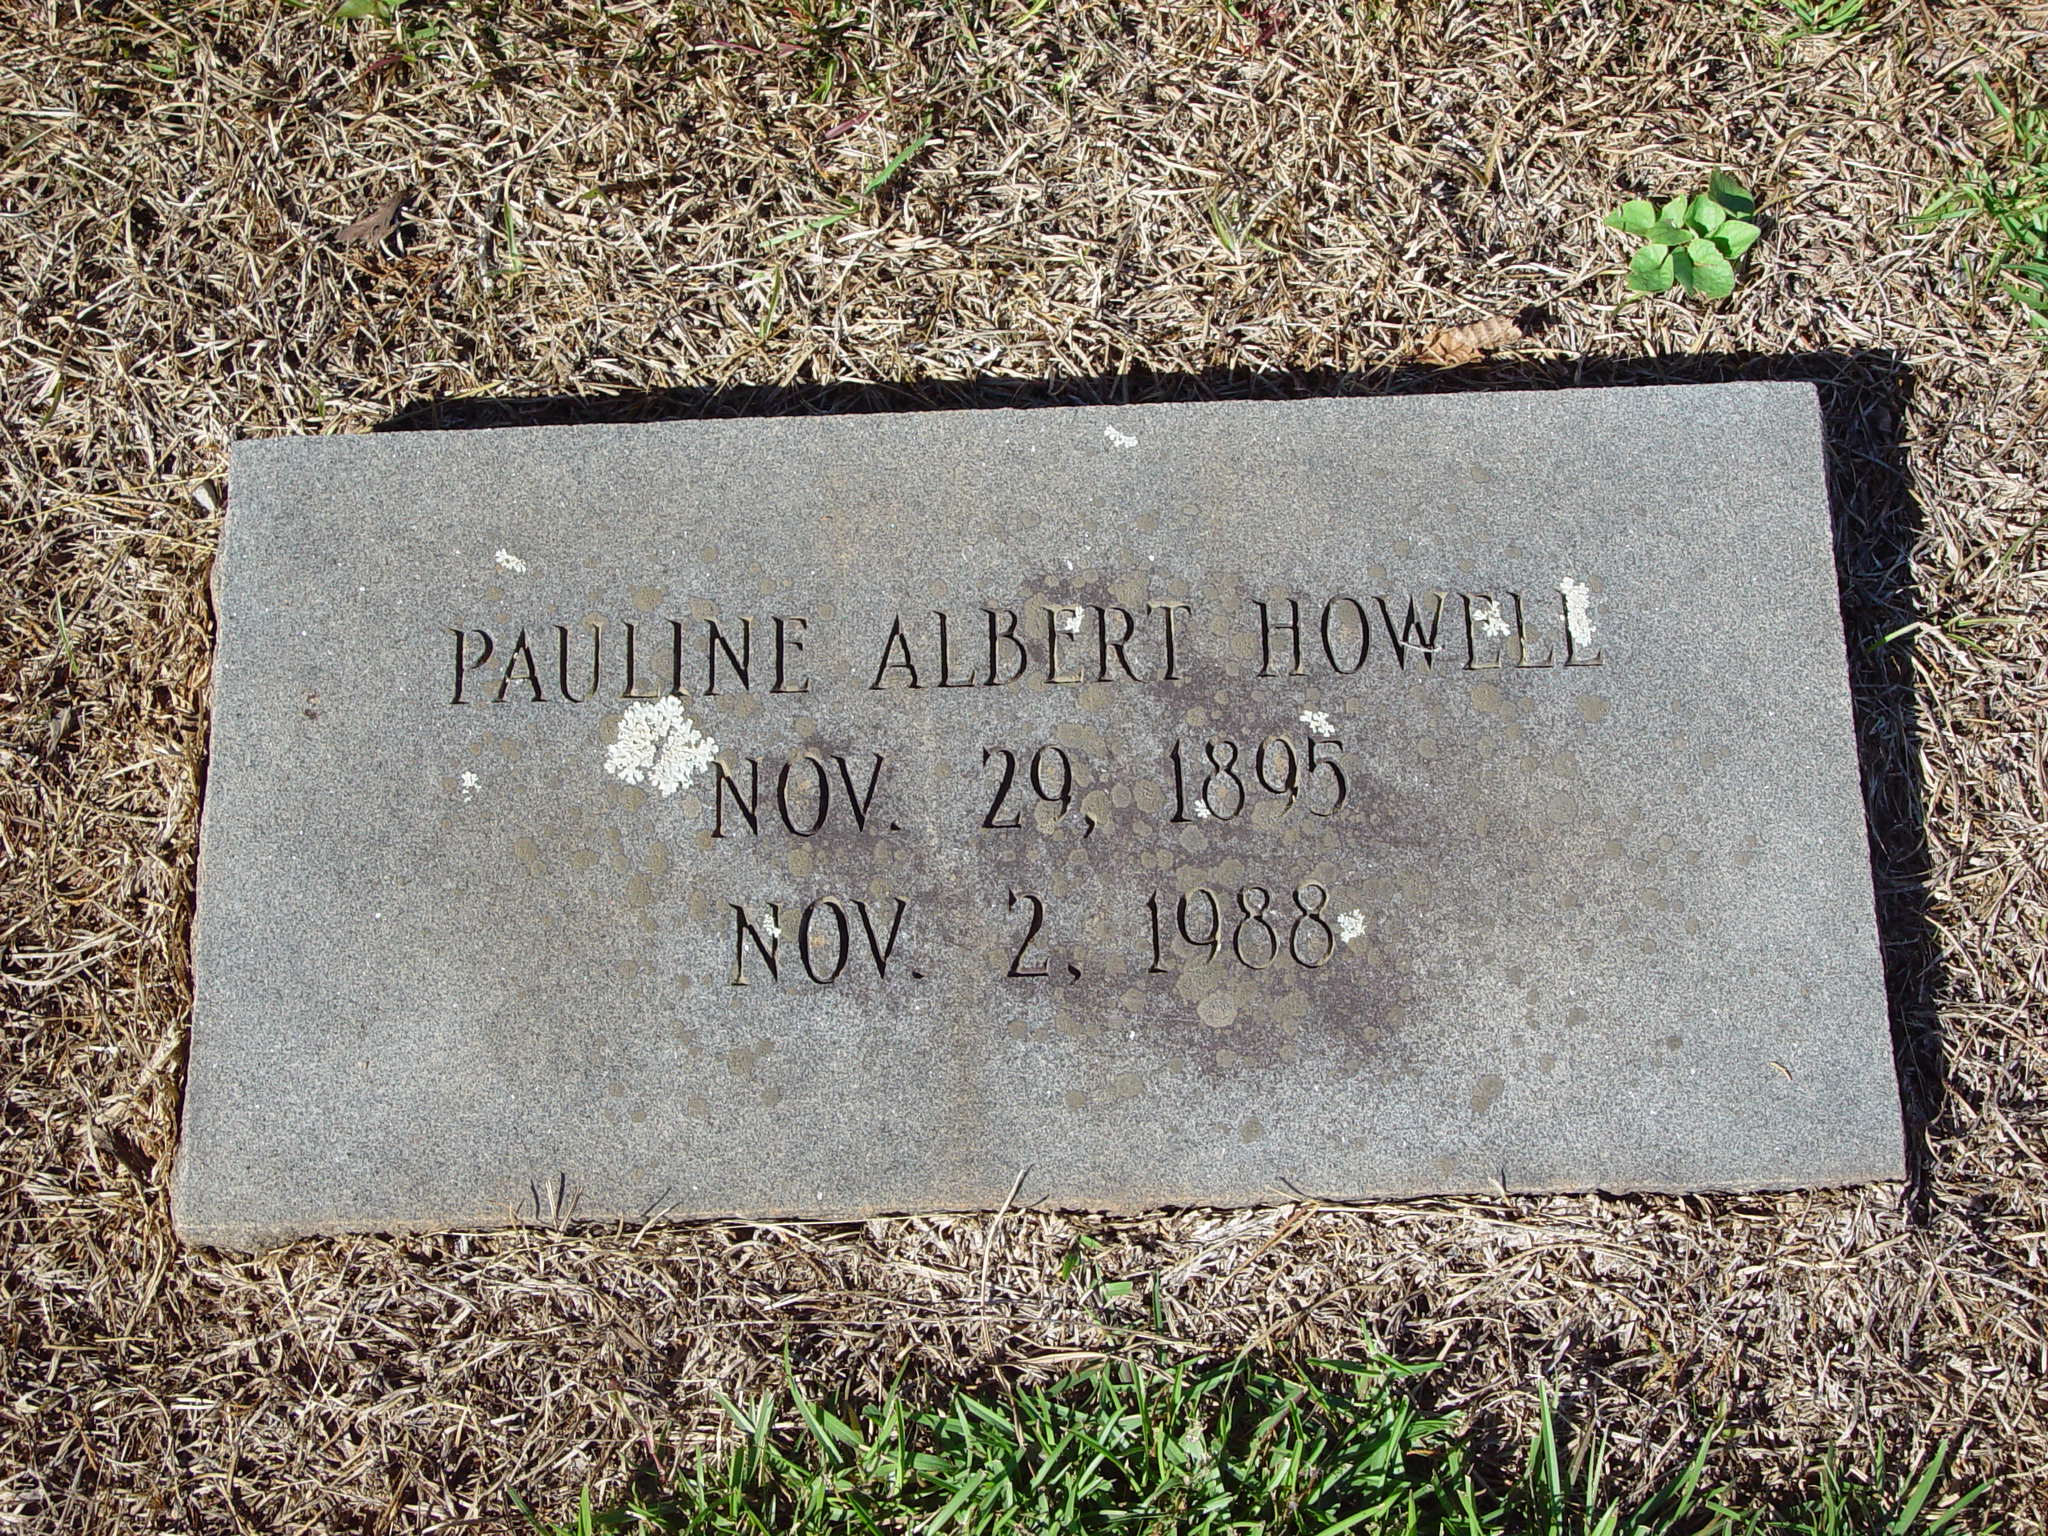 PAULINE ALBERT HOWELL
NOV. 29, 1895
NOV. 2, 1988